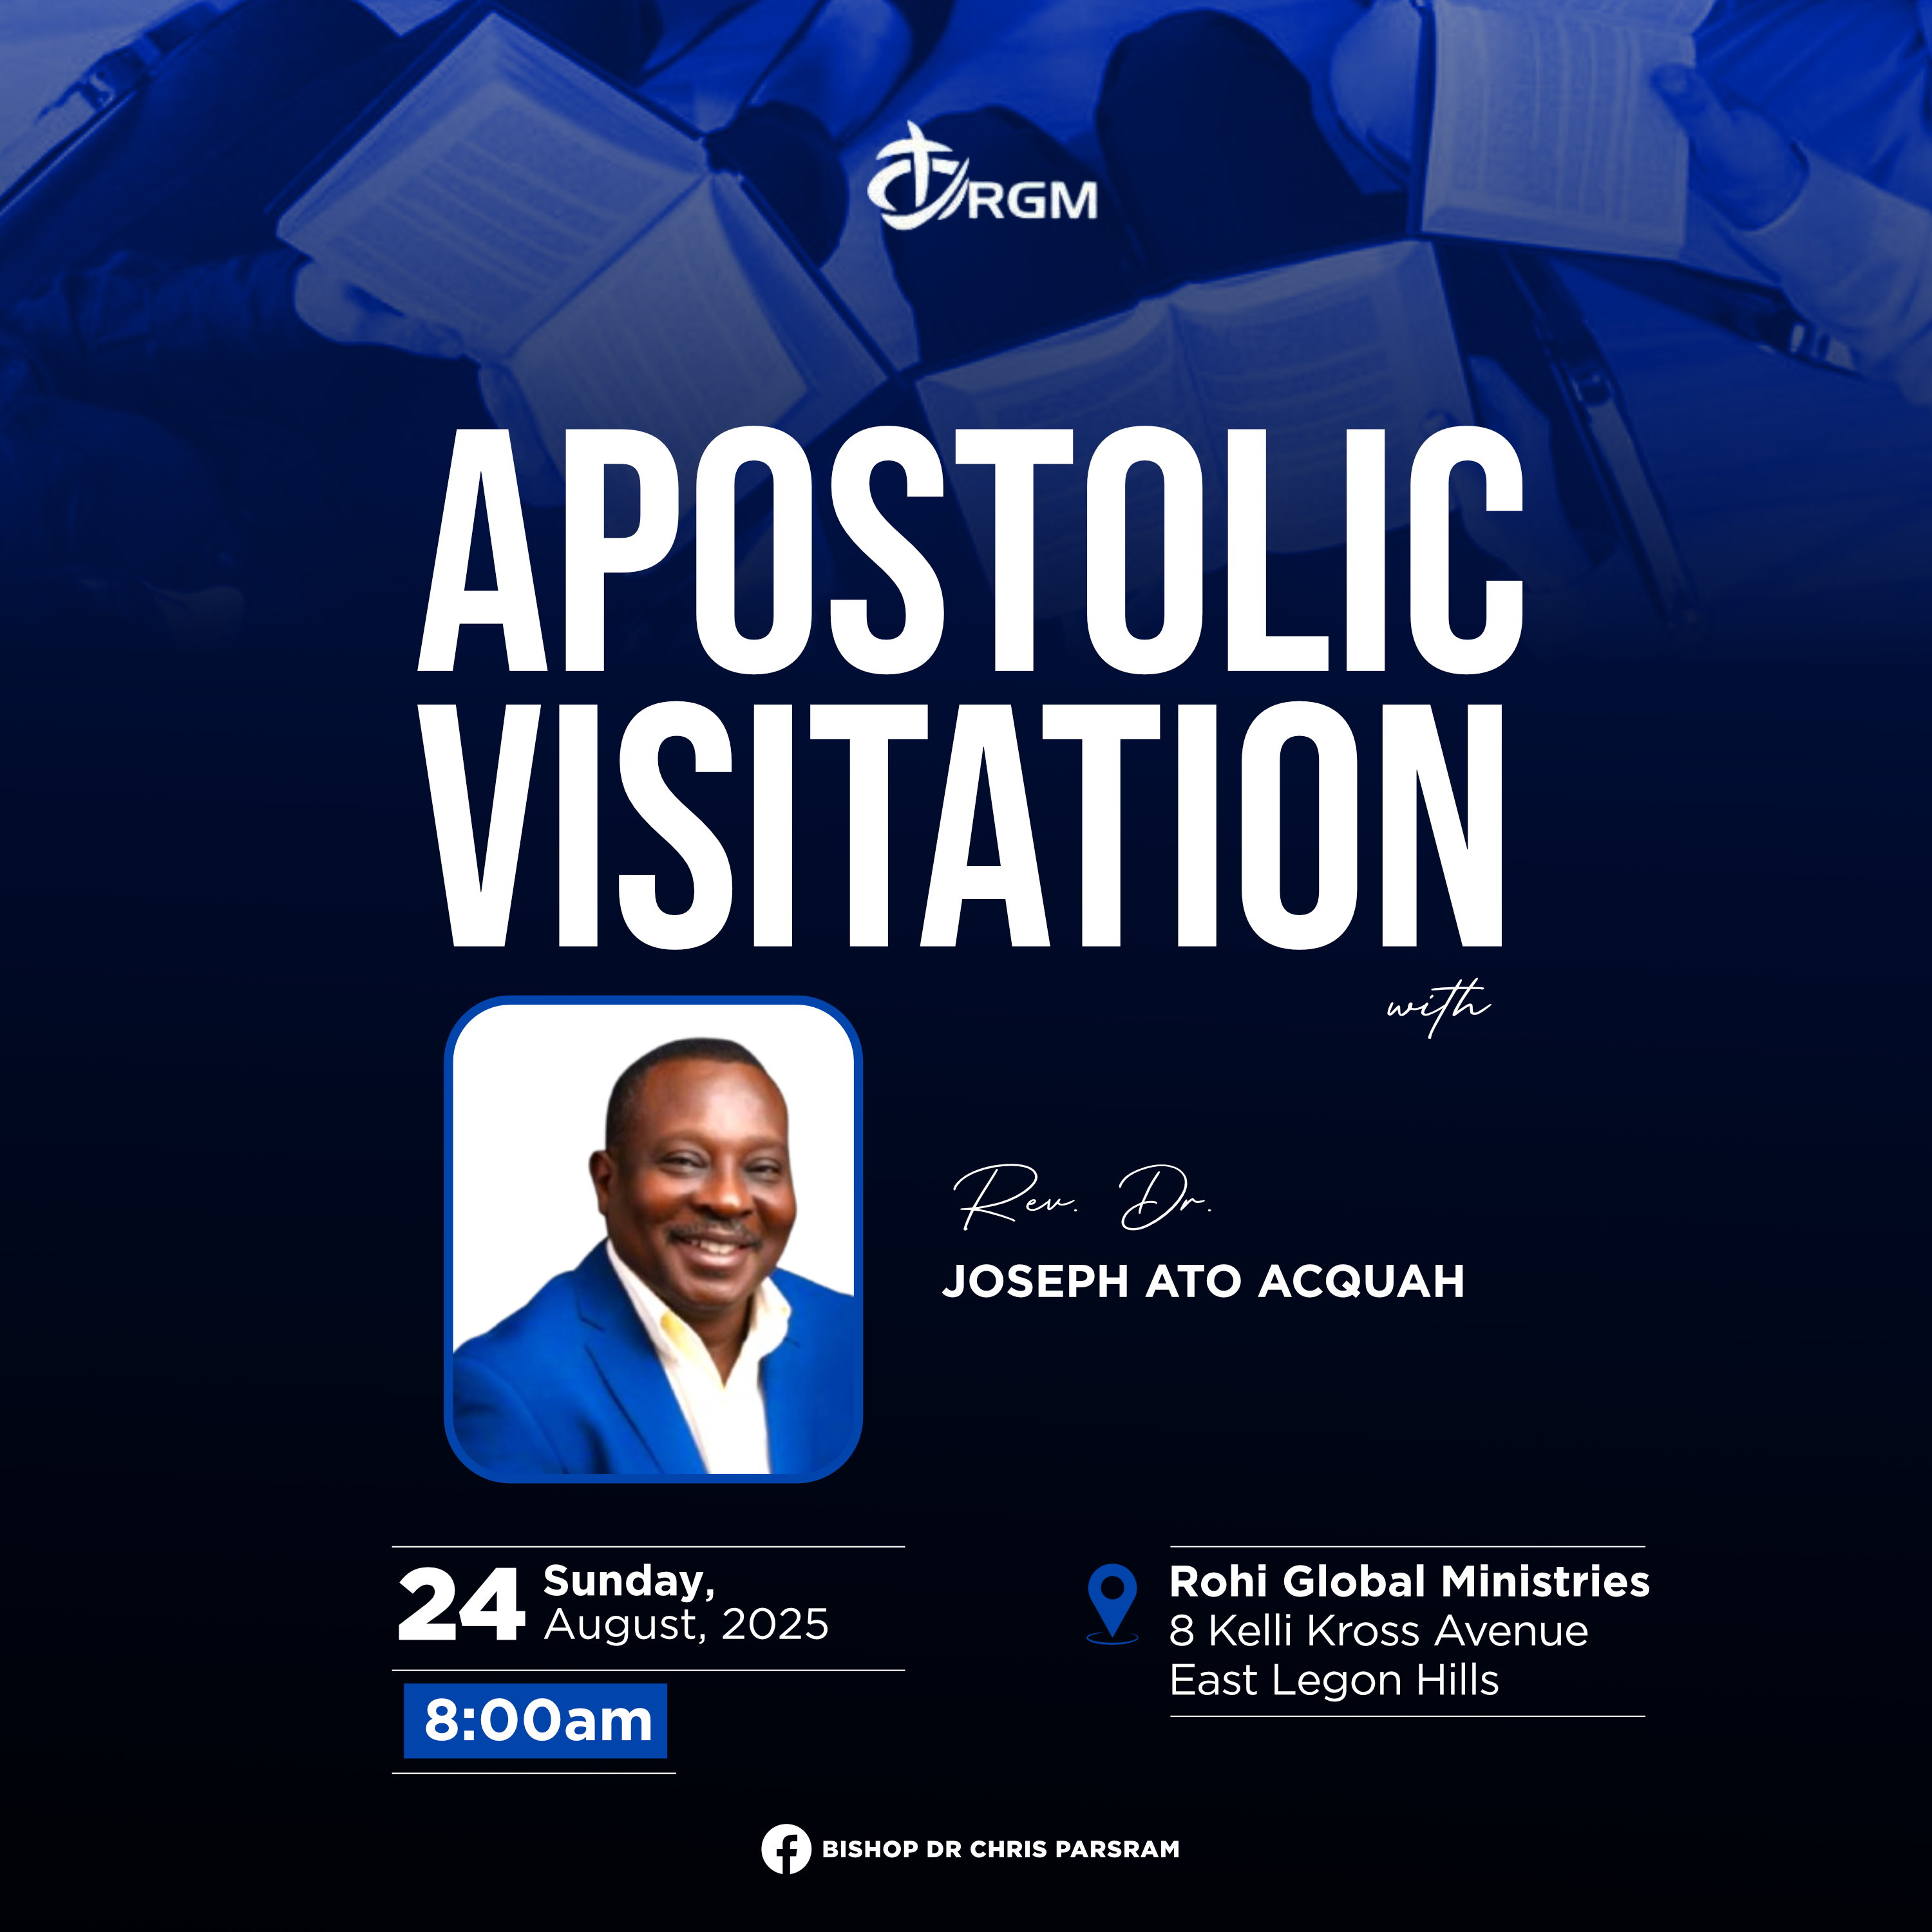 RGM
APOSTOLIC
VISITATION
with
Rev. Dr.
JOSEPH ATO ACQUAH
24 Sunday,
August, 2025
8:00am
Rohi Global Ministries
8 Kelli Kross Avenue
East Legon Hills
BISHOP DR CHRIS PARSRAM